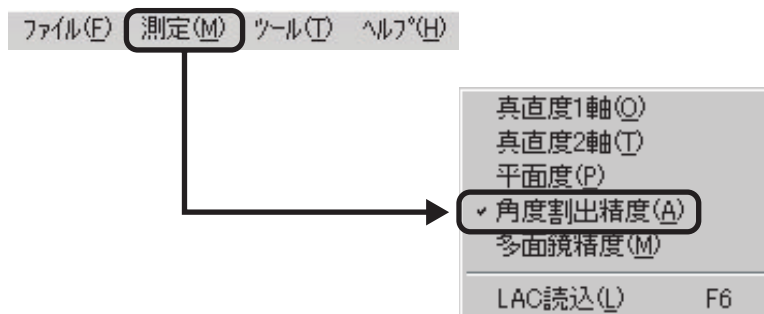 ﾌｧｲﾙ(F) 測定(M) ﾂｰﾙ(T) ﾍﾙﾌﾟ(H)
真直度1軸(O)
真直度2軸(T)
平面度(P)
✓ 角度割出精度(A)
多面鏡精度(M)
LAC読込(L) F6